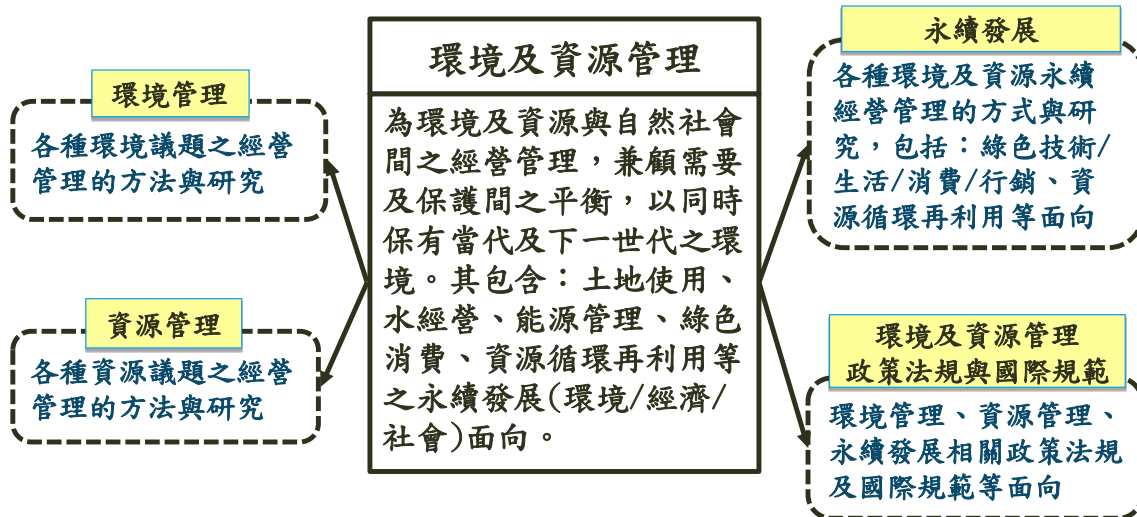 環境及資源管理
為環境及資源與自然社會
間之經營管理，兼顧需要
及保護間之平衡，以同時
保有當代及下一世代之環
境。其包含：土地使用、
水經營、能源管理、綠色
消費、資源循環再利用等
之永續發展(環境/經濟/
社會)面向。
環境管理
各種環境議題之經營
管理的方法與研究
資源管理
各種資源議題之經營
管理的方法與研究
永續發展
各種環境及資源永續
經營管理的方式與研
究，包括：綠色技術/
生活/消費/行銷、資
源循環再利用等面向
環境及資源管理
政策法規與國際規範
環境管理、資源管理、
永續發展相關政策法規
及國際規範等面向